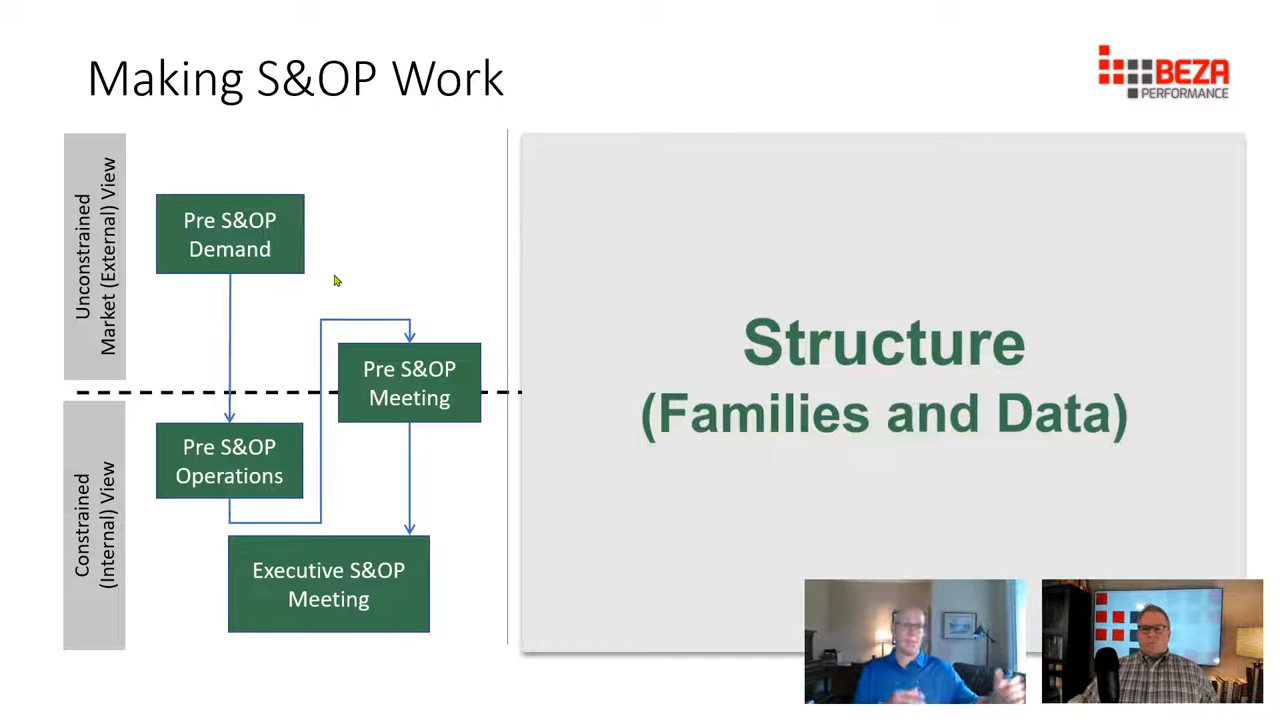 Making S&OP Work
BEZA
PERFORMANCE
Unconstrained
Market (External) View
Pre S&OP
Demand
Pre S&OP
Meeting
Constrained
(Internal) View
Pre S&OP
Operations
Executive S&OP
Meeting
Structure
(Families and Data)